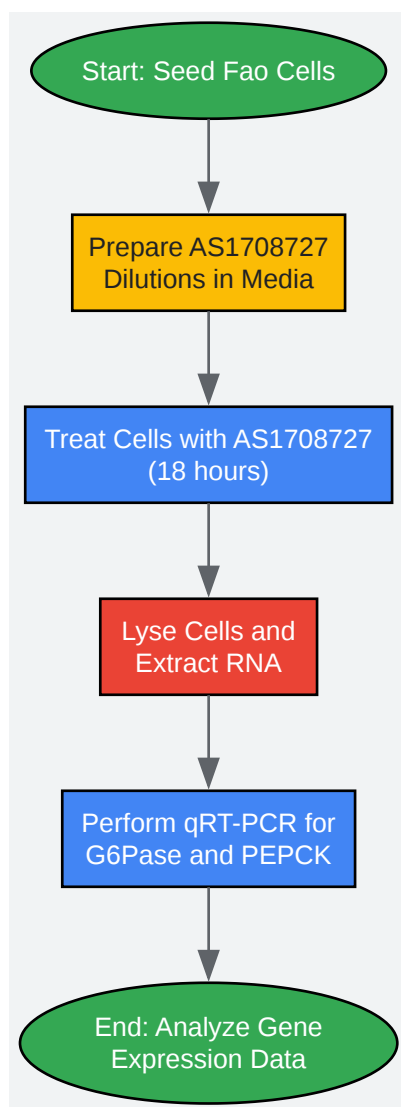 Start: Seed Fao Cells
Prepare AS1708727
Dilutions in Media
Treat Cells with AS1708727
(18 hours)
Lyse Cells and
Extract RNA
Perform qRT-PCR for
G6Pase and PEPCK
End: Analyze Gene
Expression Data